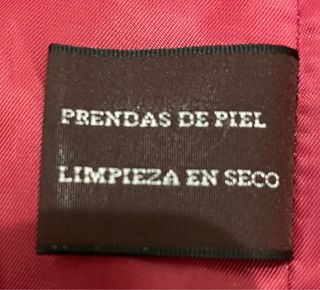 PRENDAS DE PIEL
LIMPIEZA EN SECO